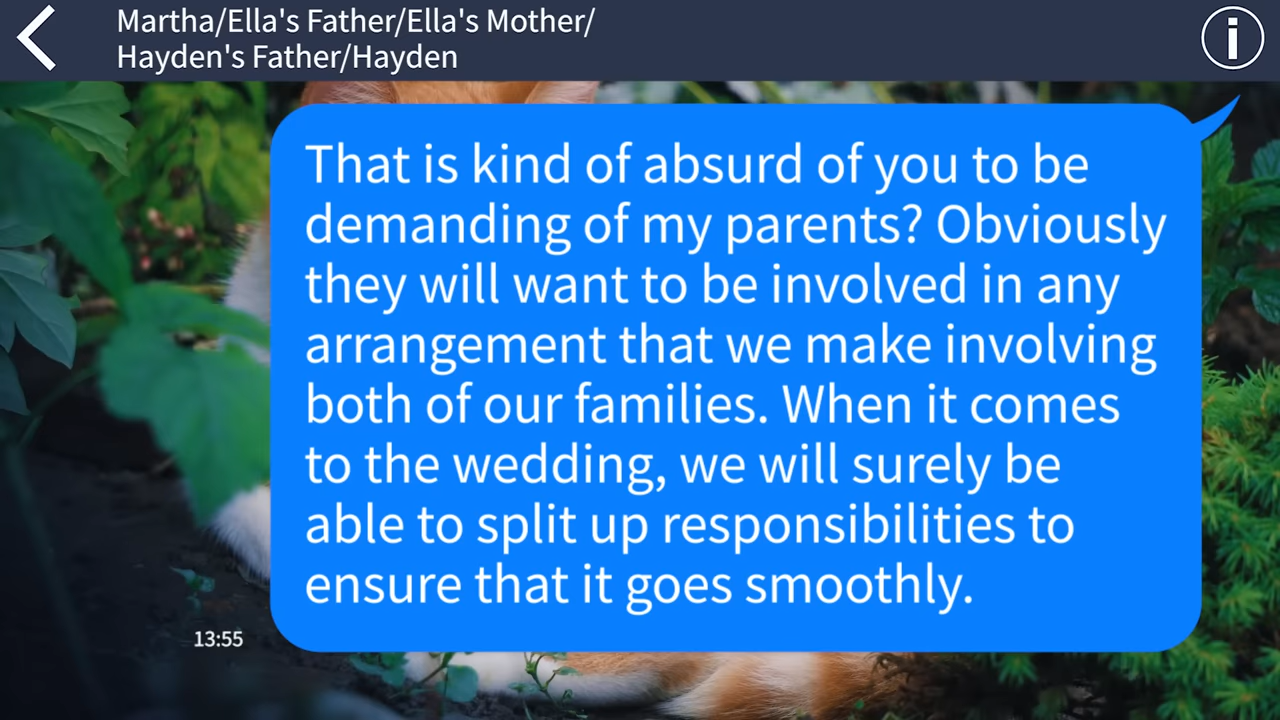 Martha/Ella's Father/Ella's Mother/
Hayden's Father/Hayden
That is kind of absurd of you to be
demanding of my parents? Obviously
they will want to be involved in any
arrangement that we make involving
both of our families. When it comes
to the wedding, we will surely be
able to split up responsibilities to
ensure that it goes smoothly.
13:55